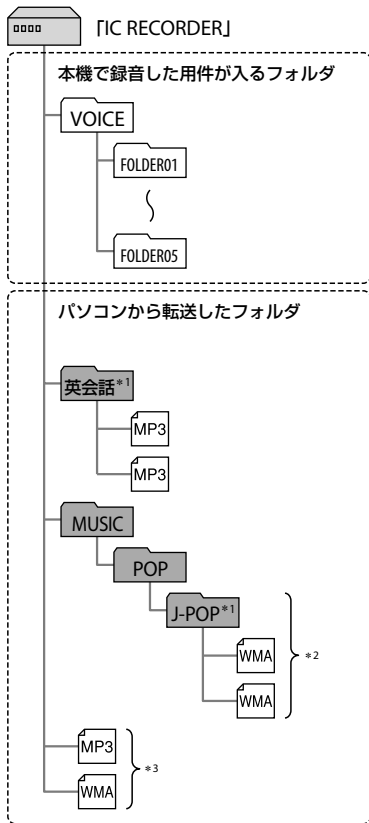 「IC RECORDER」
本機で録音した用件が入るフォルダ
VOICE
FOLDER01
FOLDER05
パソコンから転送したフォルダ
英会話*1
MP3
MP3
MUSIC
POP
J-POP*1
WMA
*2
WMA
MP3
*3
WMA